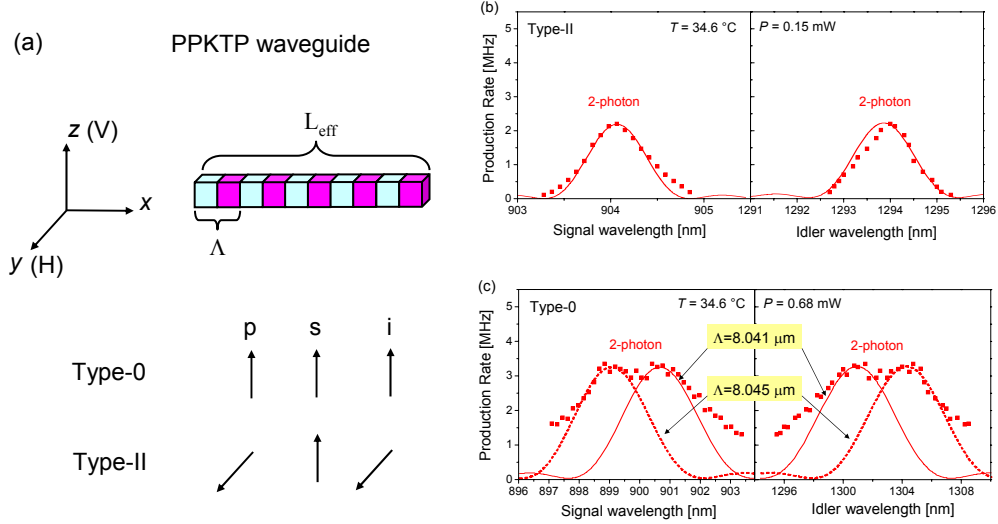 (a)
PPKTP waveguide
z (V)
x
y (H)
L_eff
Λ
p s i
Type-0
Type-II
(b)
Type-II
T = 34.6 °C
P = 0.15 mW
2-photon
2-photon
Production Rate [MHz]
5
4
3
2
1
0
903 904 905 1291 1291 1292 1293 1294 1295 1296
Signal wavelength [nm]
Idler wavelength [nm]
(c)
Type-0
T = 34.6 °C
P = 0.68 mW
2-photon
Λ=8.041 μm
2-photon
Λ=8.045 μm
Production Rate [MHz]
5
4
3
2
1
0
896 897 898 899 900 901 902 903 1296 1300 1304 1308
Signal wavelength [nm]
Idler wavelength [nm]